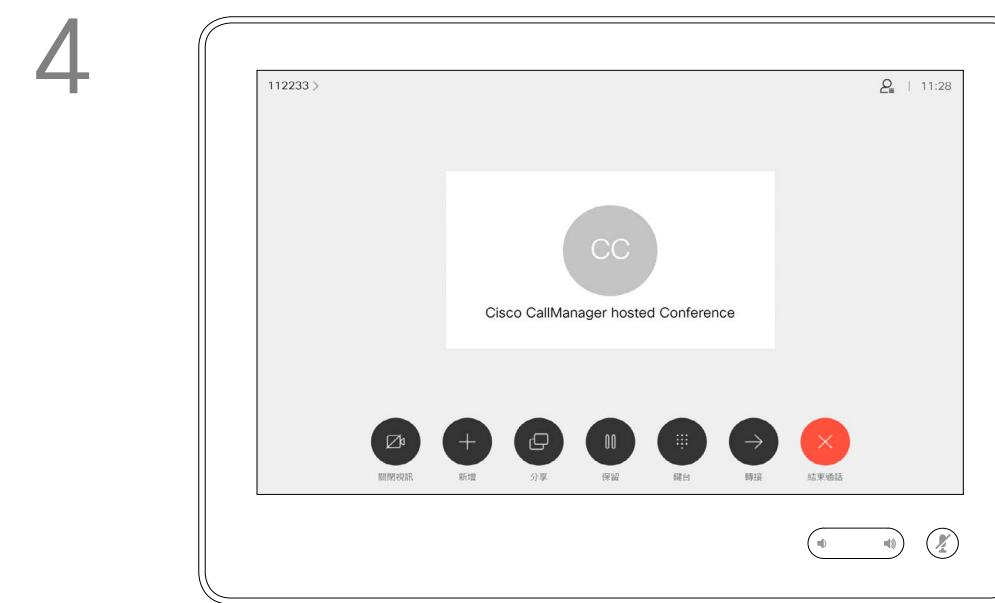 4
112233 >
11:28
CC
Cisco CallManager hosted Conference
關閉視訊 新增 分享 保留 鍵台 轉接 結束通話